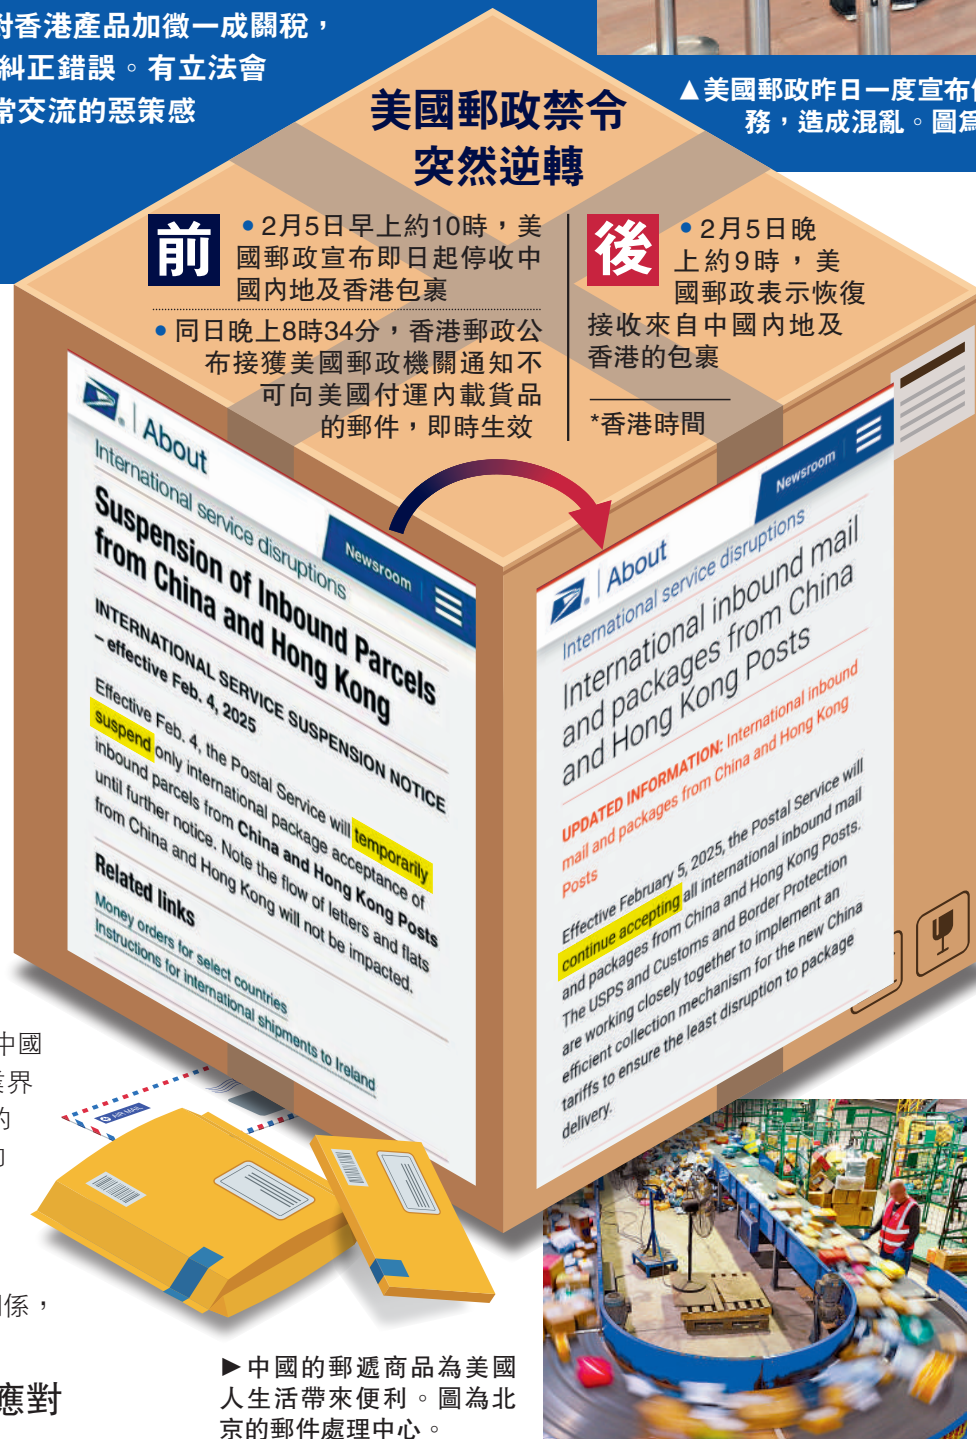 對香港產品加徵一成關稅，
糾正錯誤。有立法會
常交流的惡策感
▲美國郵政昨日一度宣布
務，造成混亂。圖為
美國郵政禁令
突然逆轉
前
•2月5日早上約10時，美
國郵政宣布即日起停收中
國內地及香港包裹
•同日晚上8時34分，香港郵政公
布接獲美國郵政機關通知不
可向美國付運內載貨品
的郵件，即時生效
後
•2月5日晚
上約9時，美
國郵政表示恢復
接收來自中國內地及
香港的包裹
*香港時間
About
Newsroom
International service disruptions
Suspension of Inbound Parcels
from China and Hong Kong
INTERNATIONAL SERVICE SUSPENSION NOTICE
– effective Feb. 4, 2025
Effective Feb. 4, the Postal Service will temporarily
suspend only international package acceptance of
inbound parcels from China and Hong Kong Posts
until further notice. Note the flow of letters and flats
from China and Hong Kong will not be impacted.
Related links
Money orders for select countries
Instructions for international shipments to Ireland
About
Newsroom
International service disruptions
International inbound mail
and packages from China
and Hong Kong Posts
UPDATED INFORMATION: International inbound
mail and packages from China and Hong Kong
Posts
Effective February 5, 2025, the Postal Service will
continue accepting all international inbound mail
and packages from China and Hong Kong Posts.
The USPS and Customs and Border Protection
are working closely together to implement an
efficient collection mechanism for the new China
tariffs to ensure the least disruption to package
delivery.
中國
業界
的
係，
應對
AIR MAIL
▶中國的郵遞商品為美國
人生活帶來便利。圖為北
京的郵件處理中心。